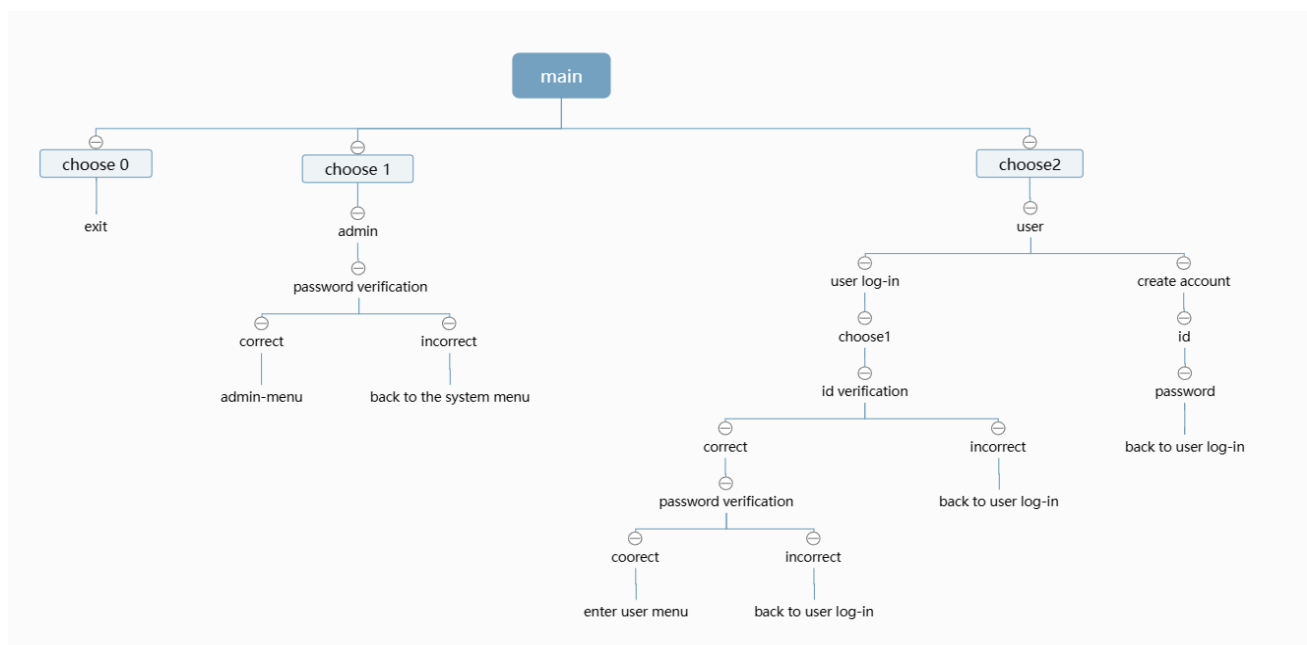 main
choose 0
choose 1
choose2
exit
admin
user
password verification
user log-in
create account
correct
incorrect
choose1
id
admin-menu
back to the system menu
id verification
password
correct
incorrect
back to user log-in
password verification
back to user log-in
coorect
incorrect
enter user menu
back to user log-in